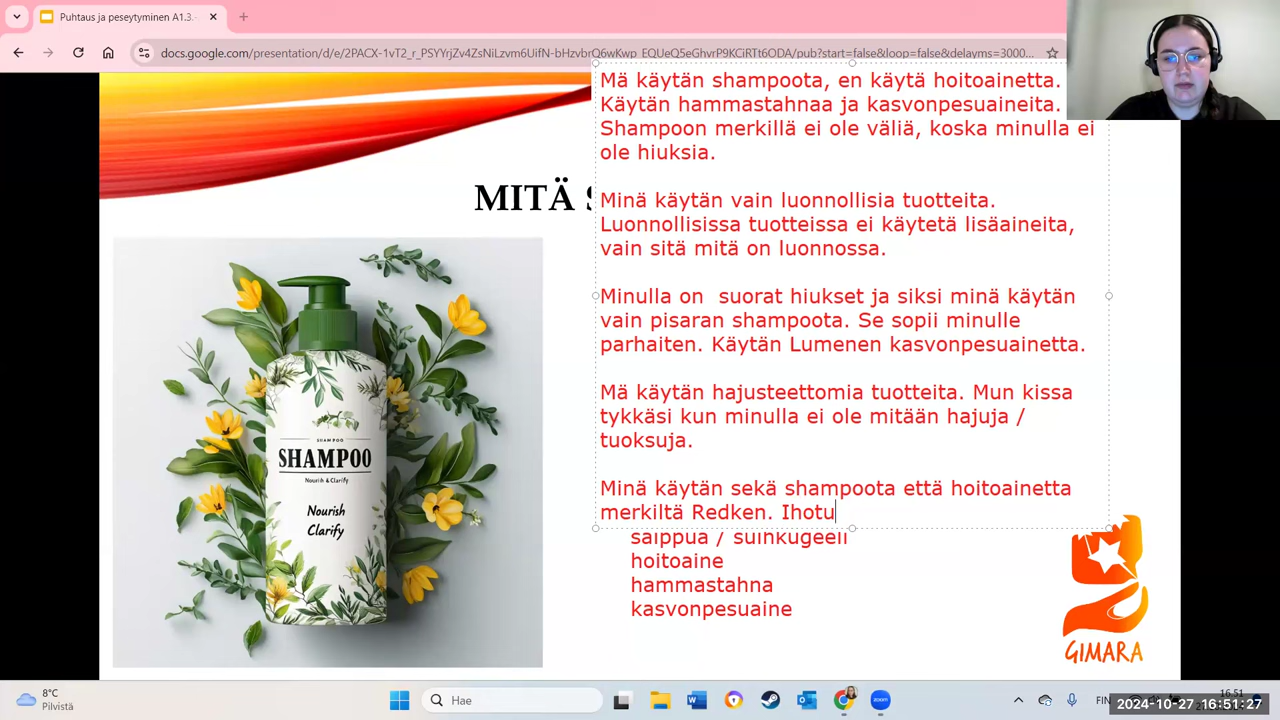 Puhtaus ja peseytyminen A1.3.
docs.google.com/presentation/d/e/2PACX-1vT2_r_PSYYrjZv4ZsNiLzvm6UifN-bHzvbrQ6wKwp_EQUeQ5eGhvrP9KCiRTt6ODA/pub?start=false&loop=false&delayms=3000...
Mä käytän shampoota, en käytä hoitoainetta.
Käytän hammastahnaa ja kasvonpesuaineita.
Shampoon merkillä ei ole väliä, koska minulla ei
ole hiuksia.
MITÄ
Minä käytän vain luonnollisia tuotteita.
Luonnollisissa tuotteissa ei käytetä lisäaineita,
vain sitä mitä on luonnossa.
Minulla on  suorat hiukset ja siksi minä käytän
vain pisaran shampoota. Se sopii minulle
parhaiten. Käytän Lumenen kasvonpesuainetta.
Mä käytän hajusteettomia tuotteita. Mun kissa
tykkäsi kun minulla ei ole mitään hajuja /
tuoksuja.
Minä käytän sekä shampoota että hoitoainetta
merkiltä Redken. Ihotu
saippua / suihkugeeli
hoitoaine
hammastahna
kasvonpesuaine
SHAMPOO
SHAMPOO
Nourish & Clarify
Nourish
Clarify
GIMARA
8°C
Pilvistä
Hae
zoom
FIN
16.51
2024-10-27 16:51:27